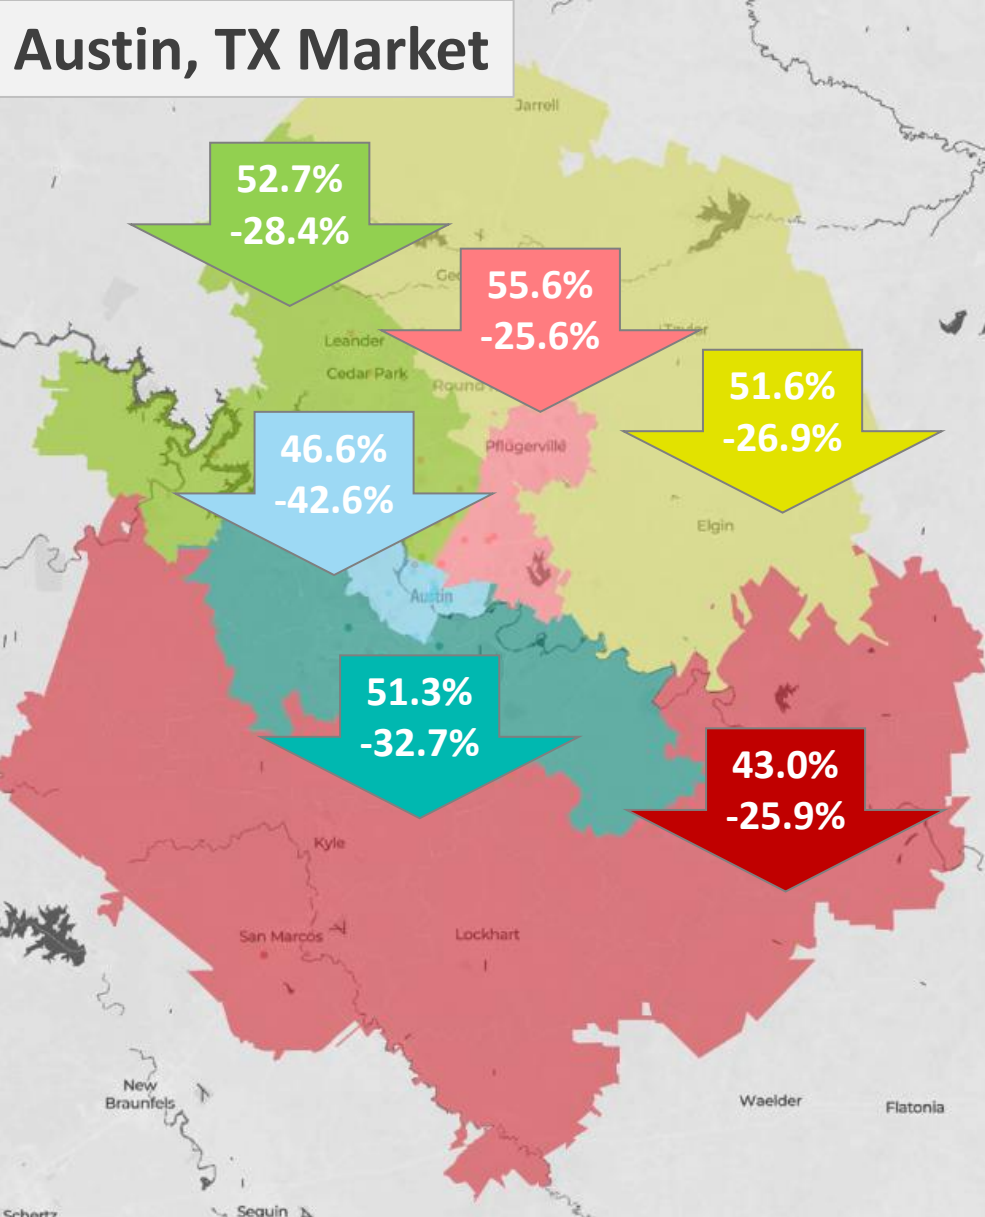 Austin, TX Market
Jarrell
52.7%
-28.4%
55.6%
-25.6%
Leander
Cedar Park
Round
51.6%
-26.9%
46.6%
-42.6%
Pflugerville
Elgin
Austin
51.3%
-32.7%
43.0%
-25.9%
Kyle
San Marcos
Lockhart
New
Braunfels
Waelder
Flatonia
Seguin
Schertz